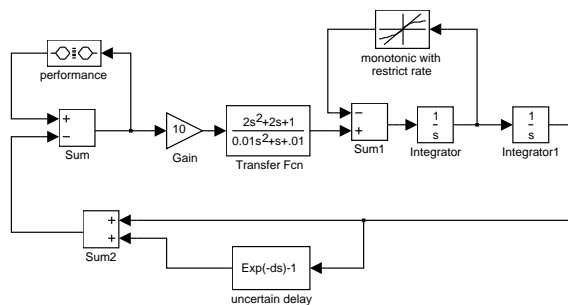 performance
+
−
Sum
10
Gain
2s²+2s+1
0.01s²+s+.01
Transfer Fcn
monotonic with
restrict rate
−
+
Sum1
1
s
Integrator
1
s
Integrator1
+
+
Sum2
Exp(-ds)-1
uncertain delay